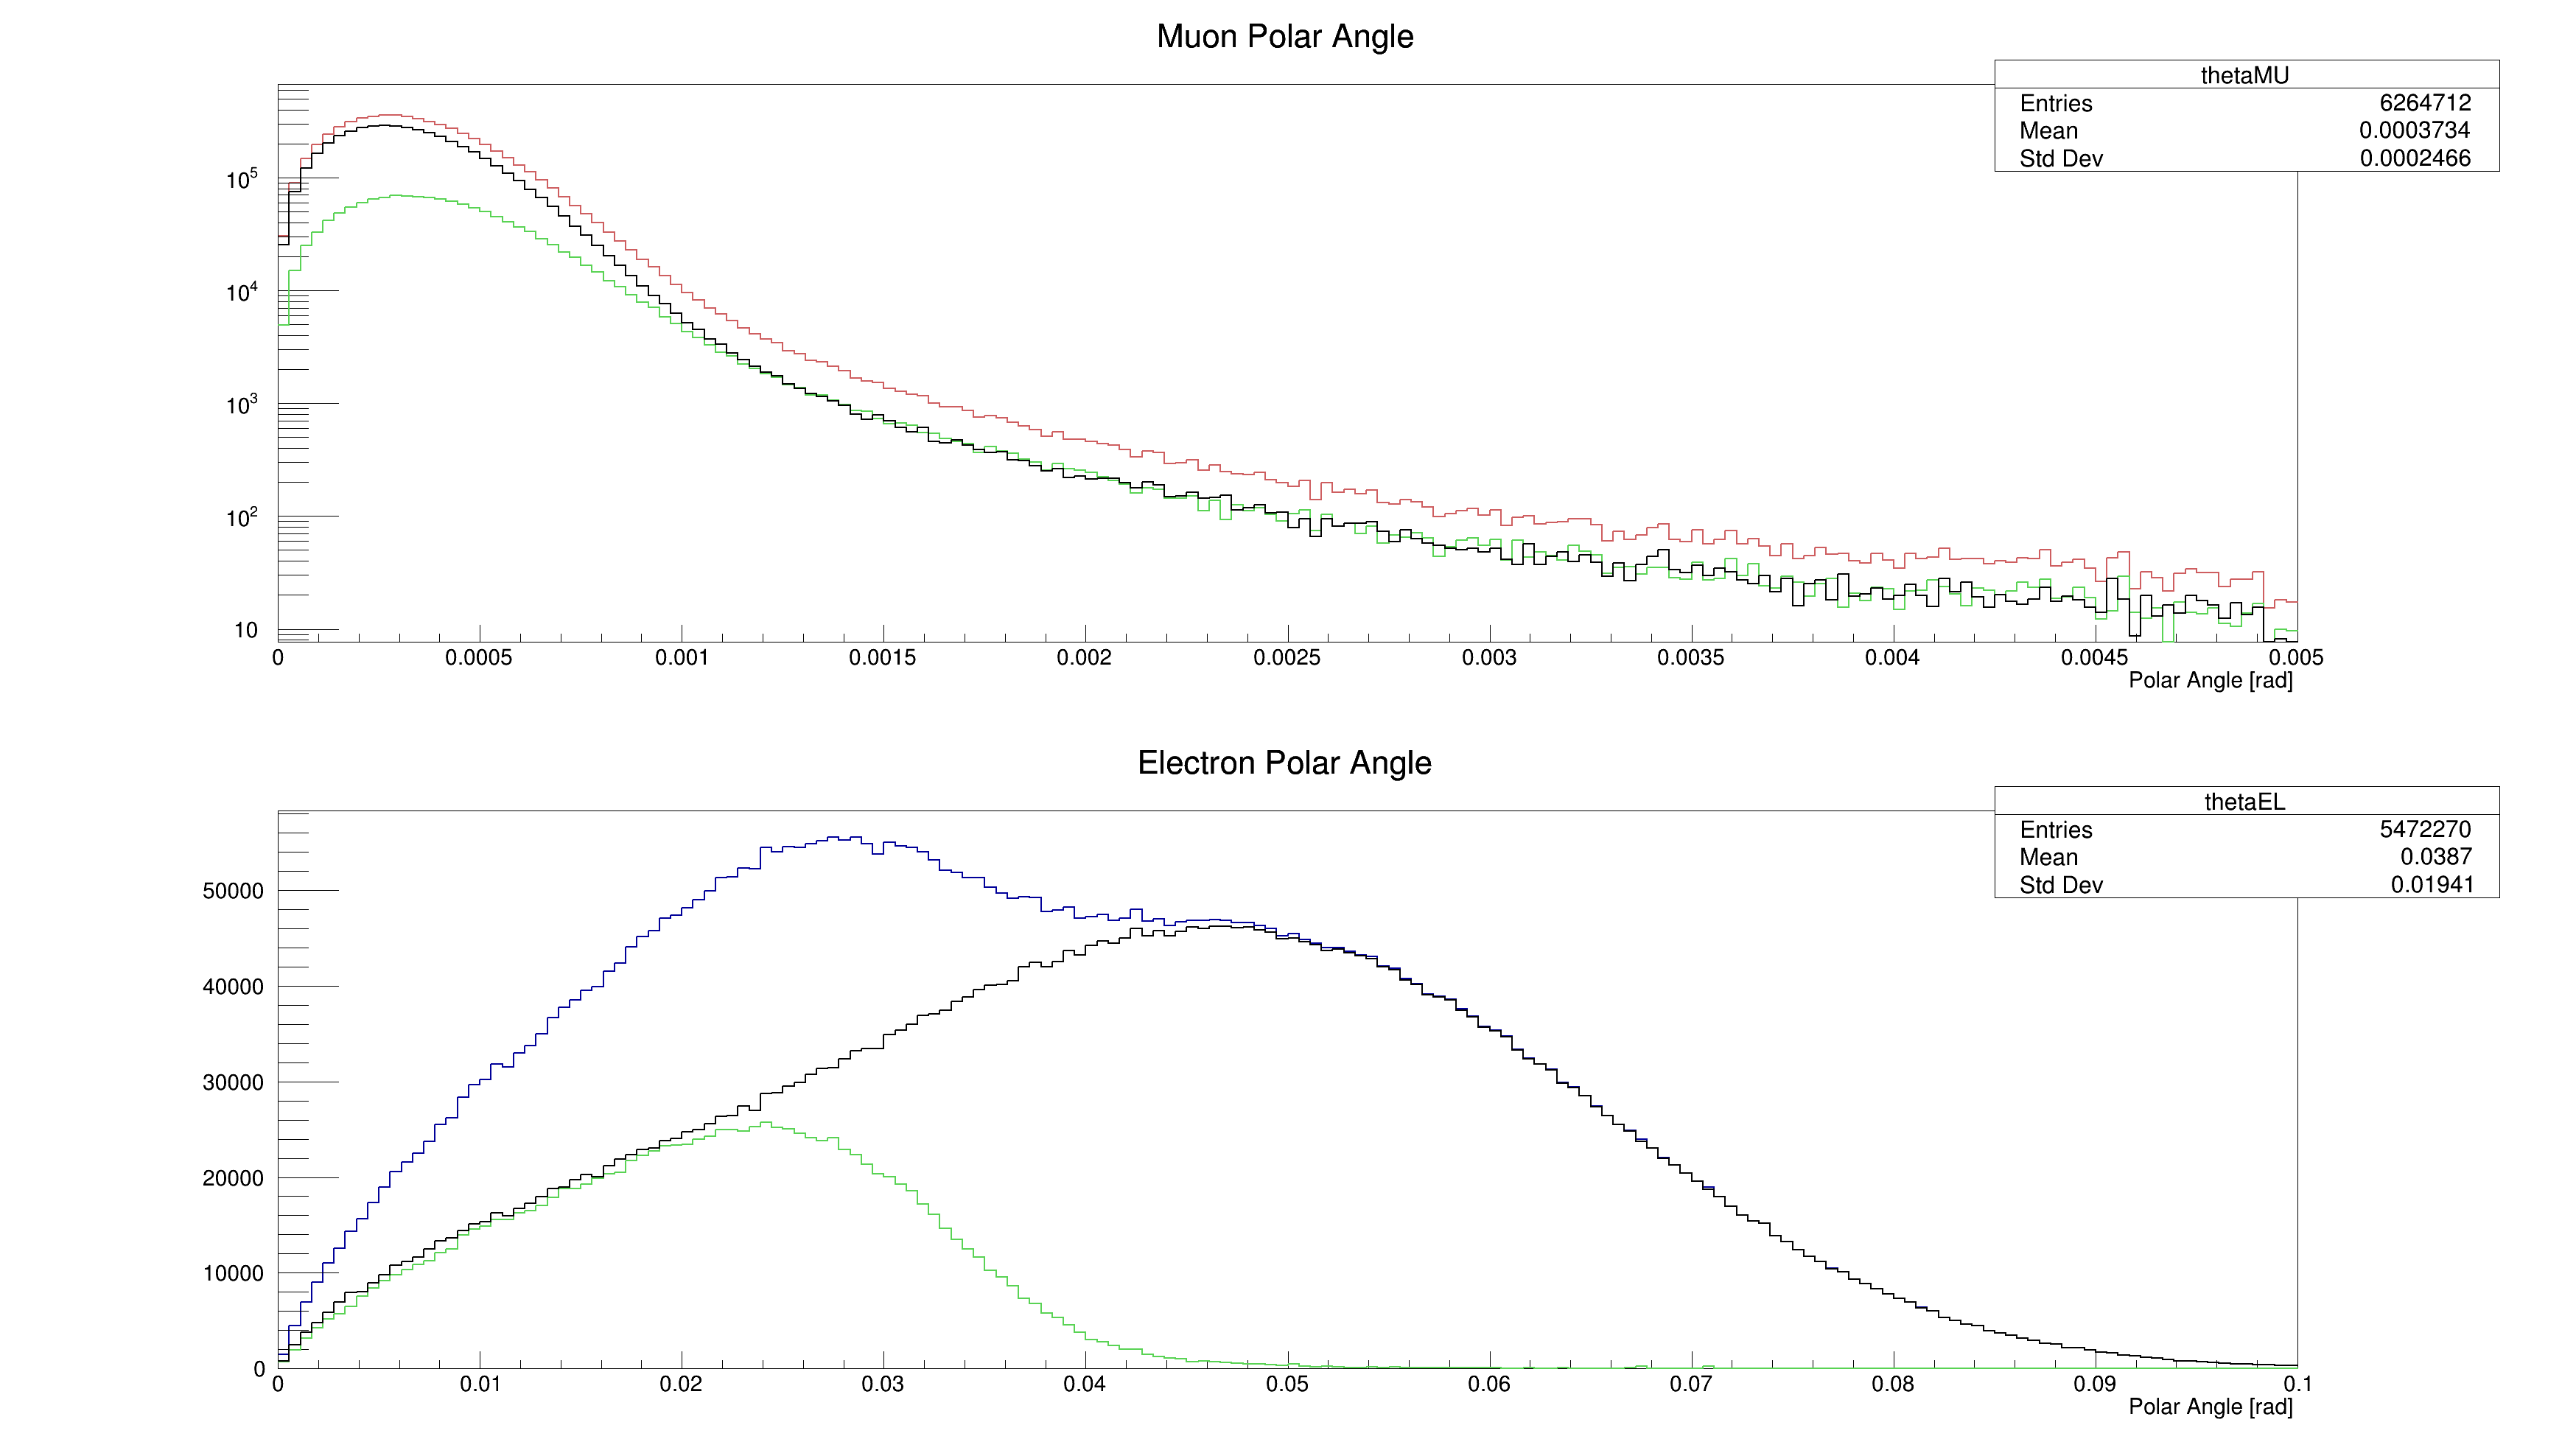 Muon Polar Angle
thetaMU
Entries 6264712
Mean 0.0003734
Std Dev 0.0002466
10^5
10^4
10^3
10^2
10
0 0.0005 0.001 0.0015 0.002 0.0025 0.003 0.0035 0.004 0.0045 0.005
Polar Angle [rad]
Electron Polar Angle
thetaEL
Entries 5472270
Mean 0.0387
Std Dev 0.01941
50000
40000
30000
20000
10000
0
0 0.01 0.02 0.03 0.04 0.05 0.06 0.07 0.08 0.09 0.1
Polar Angle [rad]